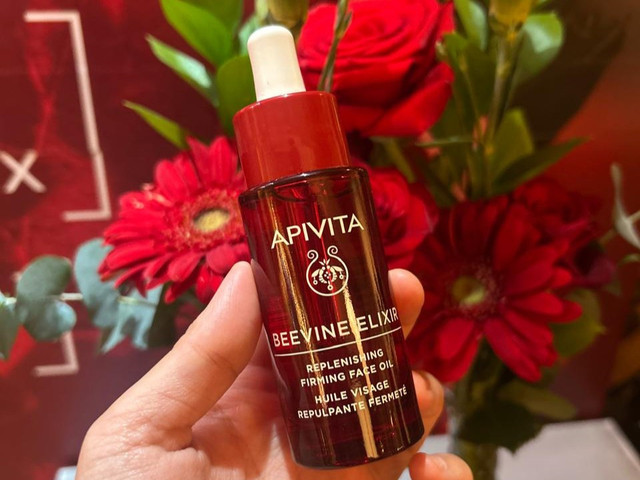 X
APIVITA
BEEVINE ELIXIR
REPLENISHING
FIRMING FACE OIL
HUILE VISAGE
REPULPANTE FERMETÉ